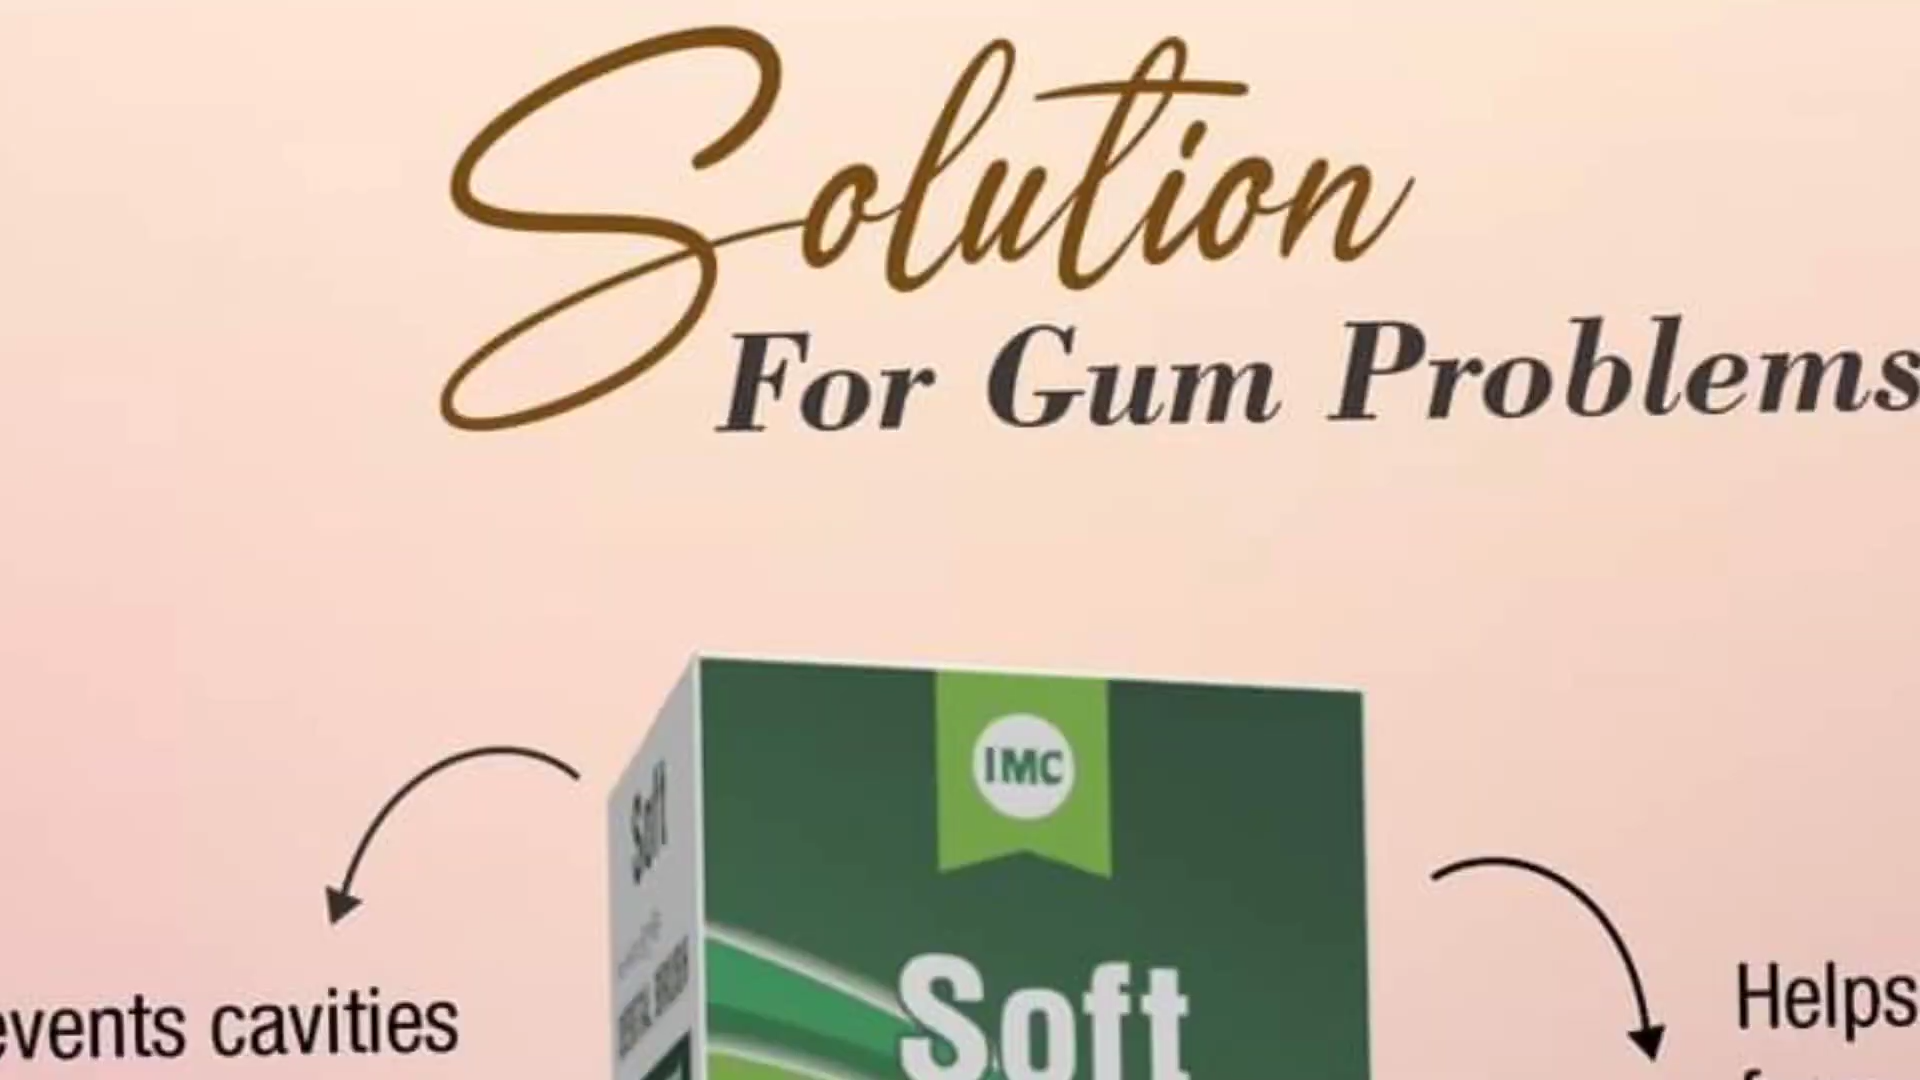 Solution
For Gum Problems
IMC
Soft
Soft
events cavities
Helps